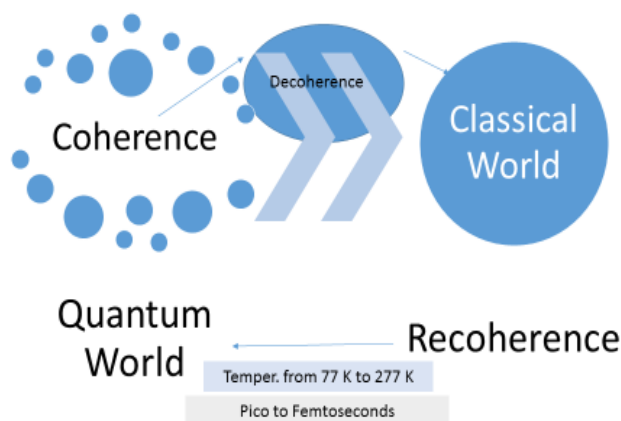 Decoherence
Coherence
Classical
World
Quantum
World
Recoherence
Temper. from 77 K to 277 K
Pico to Femtoseconds